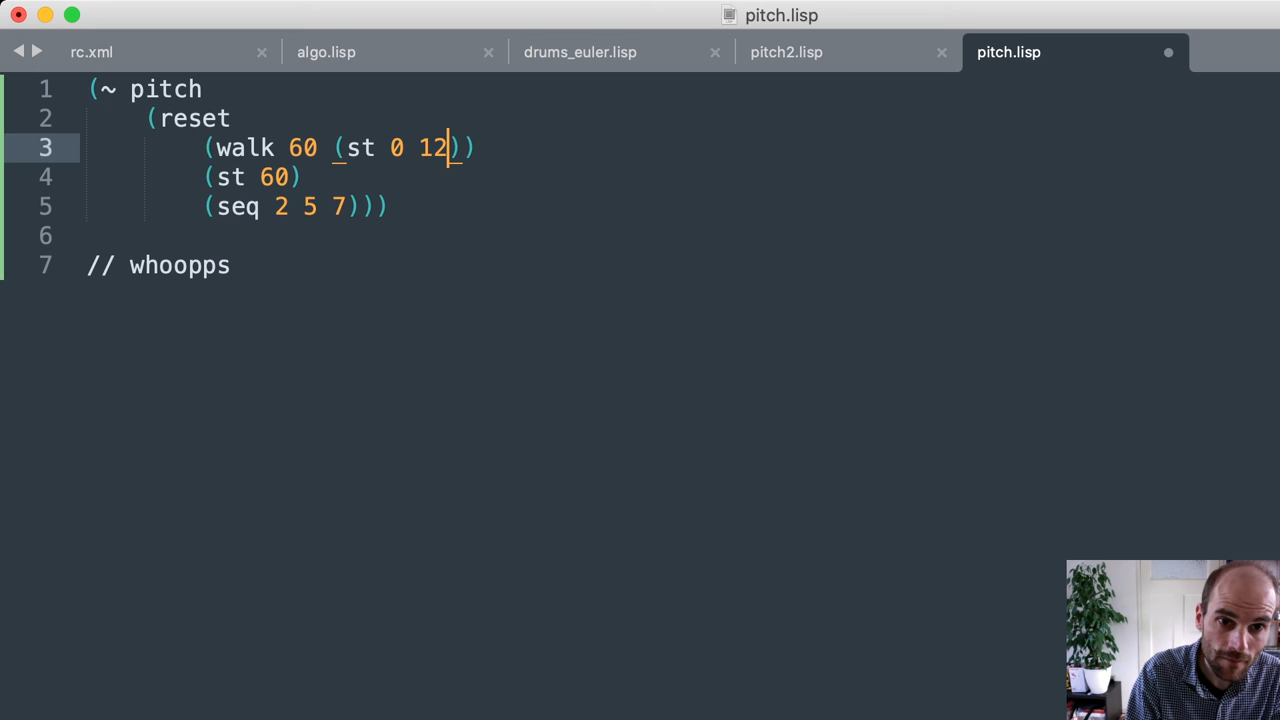 pitch.lisp
rc.xml algo.lisp drums_euler.lisp pitch2.lisp pitch.lisp
1 (~ pitch
2 (reset
3 (walk 60 (st 0 12))
4 (st 60)
5 (seq 2 5 7)))
6
7 // whoopps